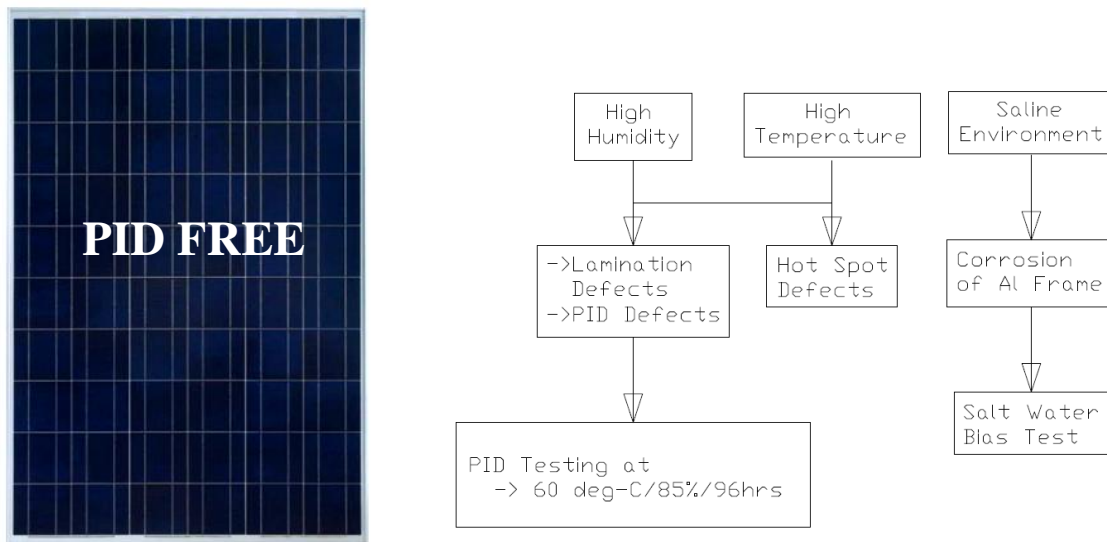 PID FREE
High
Humidity
High
Temperature
Saline
Environment
->Lamination
Defects
->PID Defects
Hot Spot
Defects
Corrosion
of Al Frame
PID Testing at
-> 60 deg-C/85%/96hrs
Salt Water
Bias Test